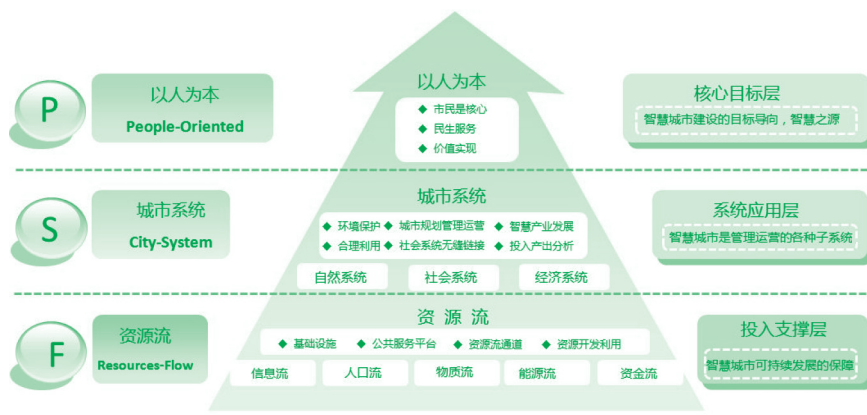 P
以人为本
People-Oriented
以人为本
◆ 市民是核心
◆ 民生服务
◆ 价值实现
核心目标层
智慧城市建设的目标导向，智慧之源
S
城市系统
City-System
城市系统
◆ 环境保护 ◆ 城市规划管理运营 ◆ 智慧产业发展
◆ 合理利用 ◆ 社会系统无缝链接 ◆ 投入产出分析
自然系统 社会系统 经济系统
系统应用层
智慧城市是管理运营的各种子系统
F
资源流
Resources-Flow
资源流
◆ 基础设施 ◆ 公共服务平台 ◆ 资源流通道 ◆ 资源开发利用
信息流 人口流 物质流 能源流 资金流
投入支撑层
智慧城市可持续发展的保障